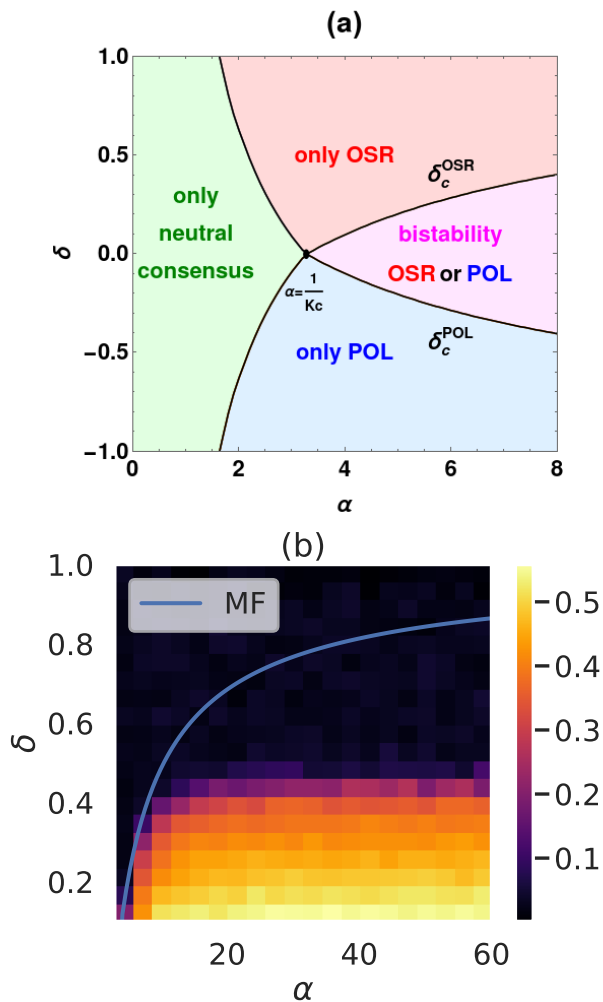 (a)
1.0
0.5
0.0
−0.5
−1.0
δ
only OSR
δ_c^OSR
only
neutral
consensus
bistability
OSR or POL
α=1/Kc
only POL
δ_c^POL
0 2 4 6 8
α
(b)
1.0
0.8
0.6
0.4
0.2
δ
MF
0.5
0.4
0.3
0.2
0.1
20 40 60
α